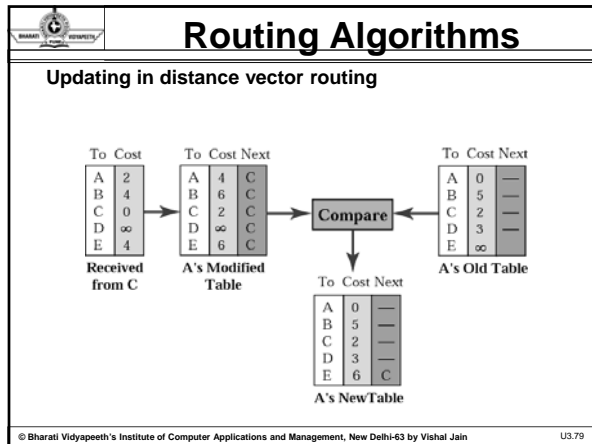 BHARATI VIDYAPEETH
Routing Algorithms
Updating in distance vector routing
To Cost
A 2
B 4
C 0
D ∞
E 4
Received
from C
To Cost Next
A 4 C
B 6 C
C 2 C
D ∞ C
E 6 C
A's Modified
Table
Compare
To Cost Next
A 0 —
B 5 —
C 2 —
D 3 —
E ∞
A's Old Table
To Cost Next
A 0 —
B 5 —
C 2 —
D 3 —
E 6 C
A's NewTable
© Bharati Vidyapeeth's Institute of Computer Applications and Management, New Delhi-63 by Vishal Jain
U3.79